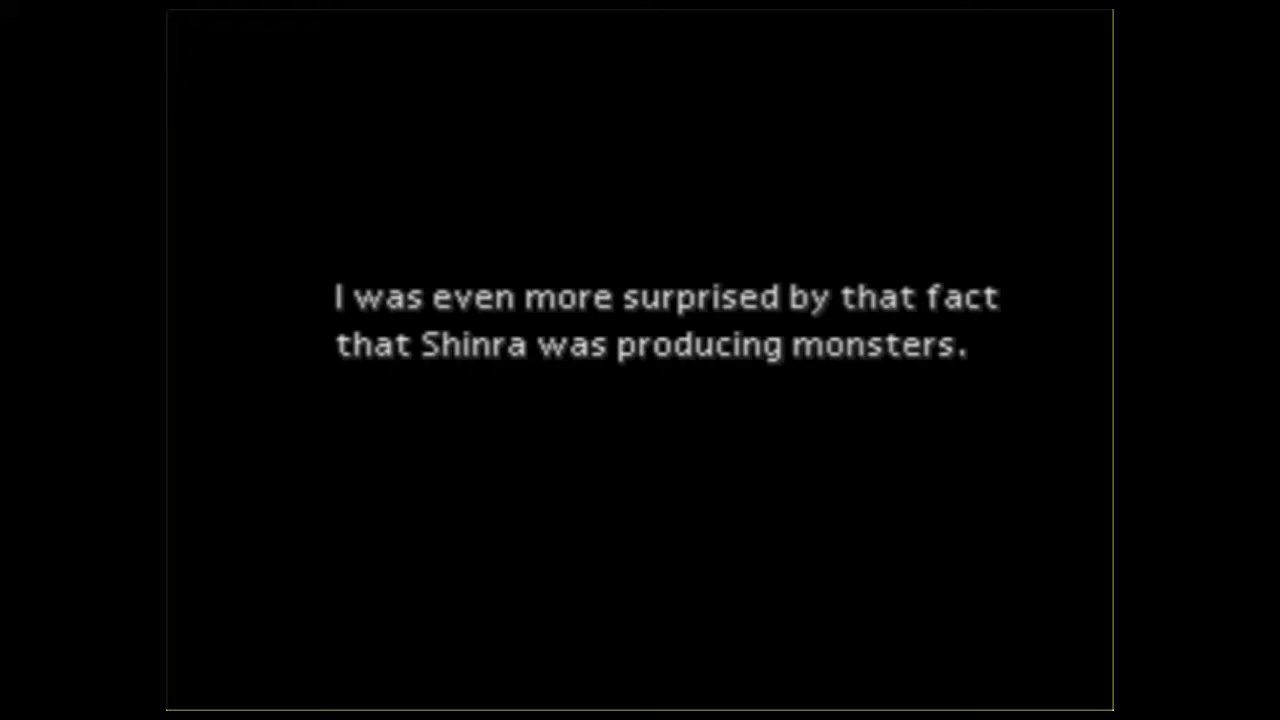 I was even more surprised by that fact
that Shinra was producing monsters.